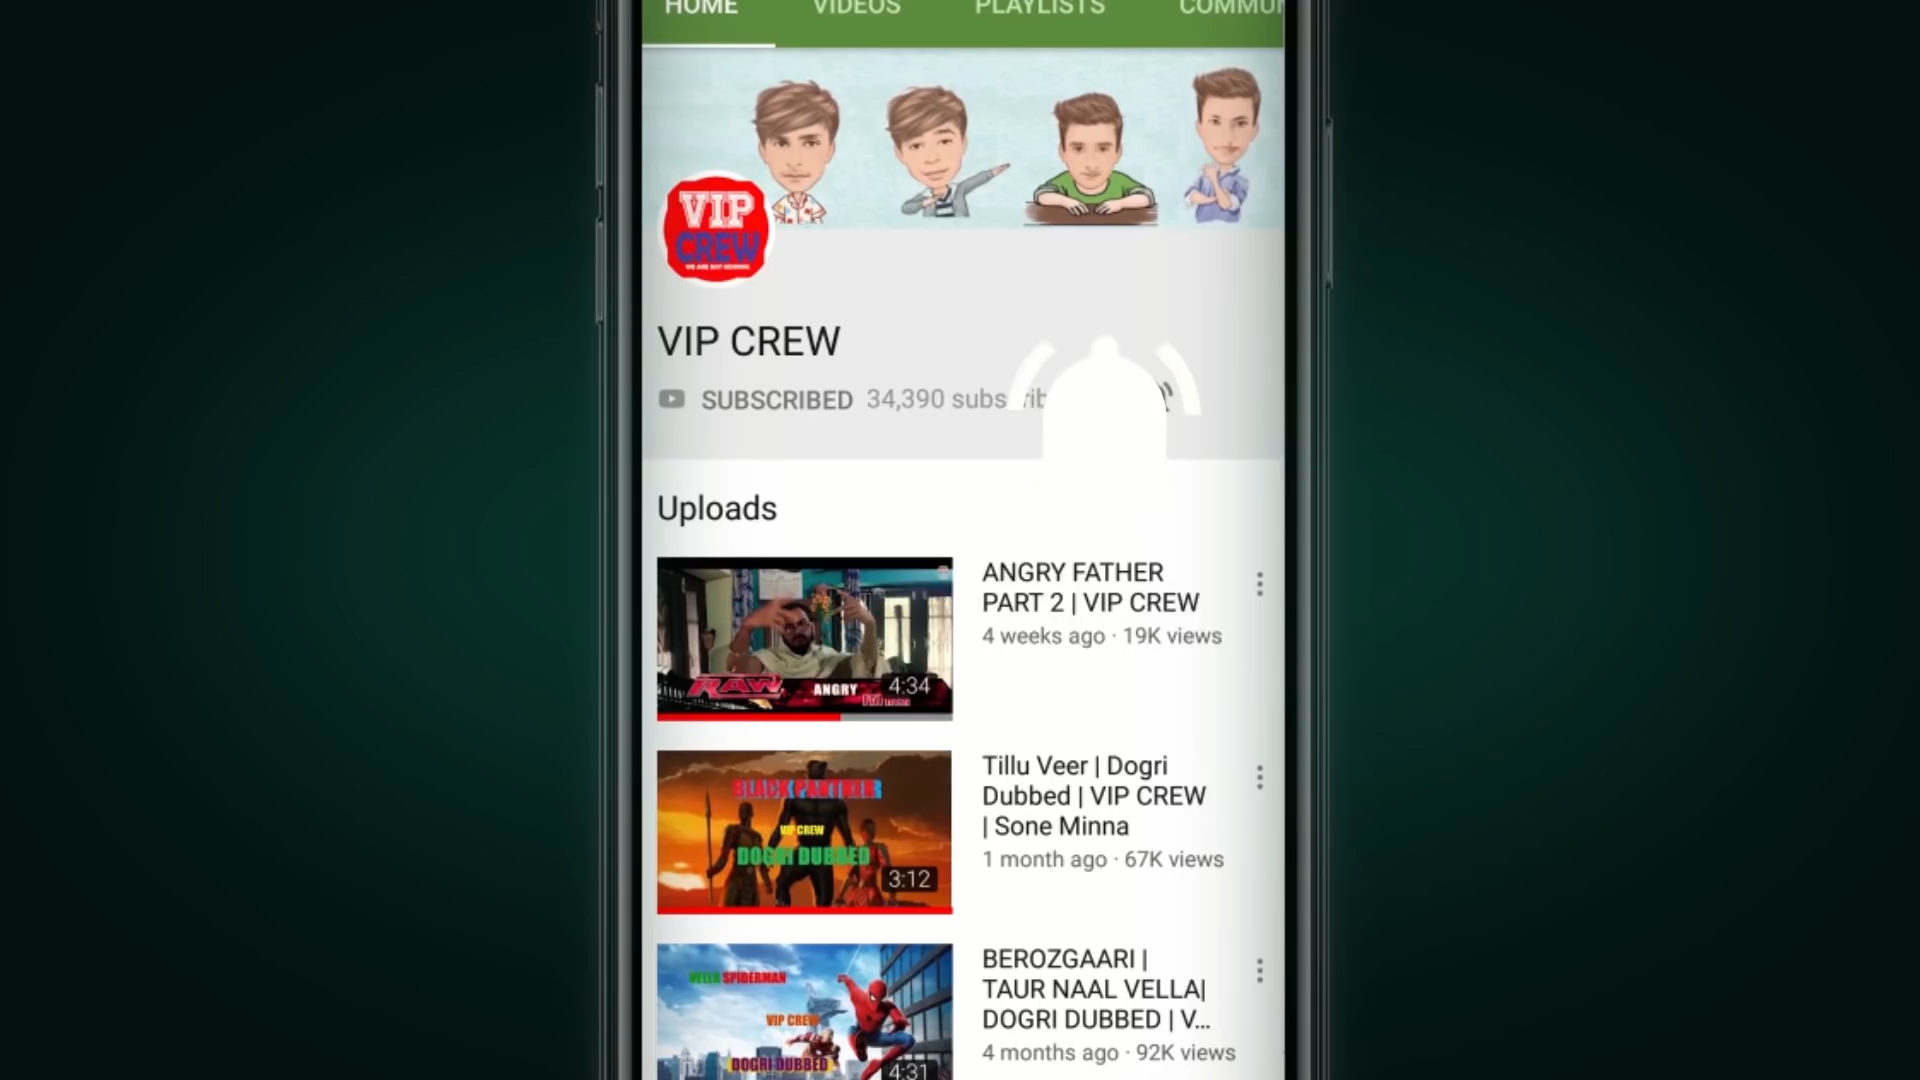 HOME VIDEOS PLAYLISTS COMMUN
VIP
CREW
VIP CREW
SUBSCRIBED 34,390 subs rib
Uploads
RAW ANGRY 4:34
ANGRY FATHER
PART 2 | VIP CREW
4 weeks ago · 19K views
BLACK PANTHER
VIP CREW
DOGRI DUBBED
3:12
Tillu Veer | Dogri
Dubbed | VIP CREW
| Sone Minna
1 month ago · 67K views
VELLA SPIDERMAN
VIP CREW
DOGRI DUBBED
4:31
BEROZGAARI |
TAUR NAAL VELLA|
DOGRI DUBBED | V...
4 months ago · 92K views